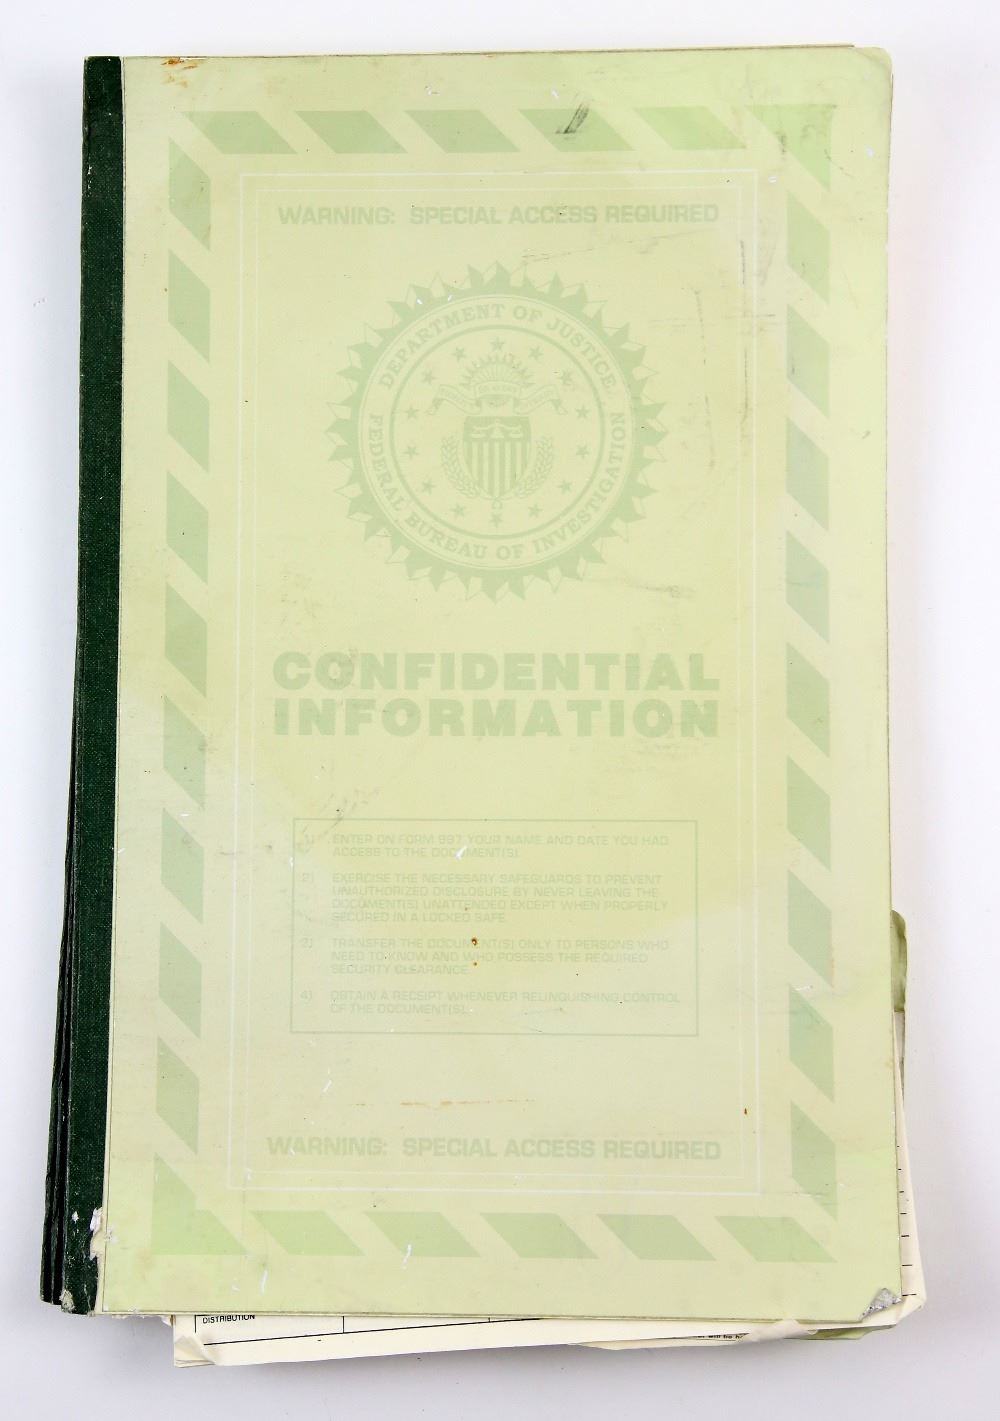 WARNING: SPECIAL ACCESS REQUIRED
DEPARTMENT OF JUSTICE
FEDERAL BUREAU OF INVESTIGATION
CONFIDENTIAL
INFORMATION
1) ENTER ON FORM 997 YOUR NAME AND DATE YOU HAD
ACCESS TO THE DOCUMENT(S).
2) EXERCISE THE NECESSARY SAFEGUARDS TO PREVENT
UNAUTHORIZED DISCLOSURE BY NEVER LEAVING THE
DOCUMENT(S) UNATTENDED EXCEPT WHEN PROPERLY
SECURED IN A LOCKED SAFE.
3) TRANSFER THE DOCUMENT(S) ONLY TO PERSONS WHO
NEED TO KNOW AND WHO POSSESS THE REQUIRED
SECURITY CLEARANCE.
4) OBTAIN A RECEIPT WHENEVER RELINQUISHING CONTROL
OF THE DOCUMENT(S).
WARNING: SPECIAL ACCESS REQUIRED
DISTRIBUTION
will be